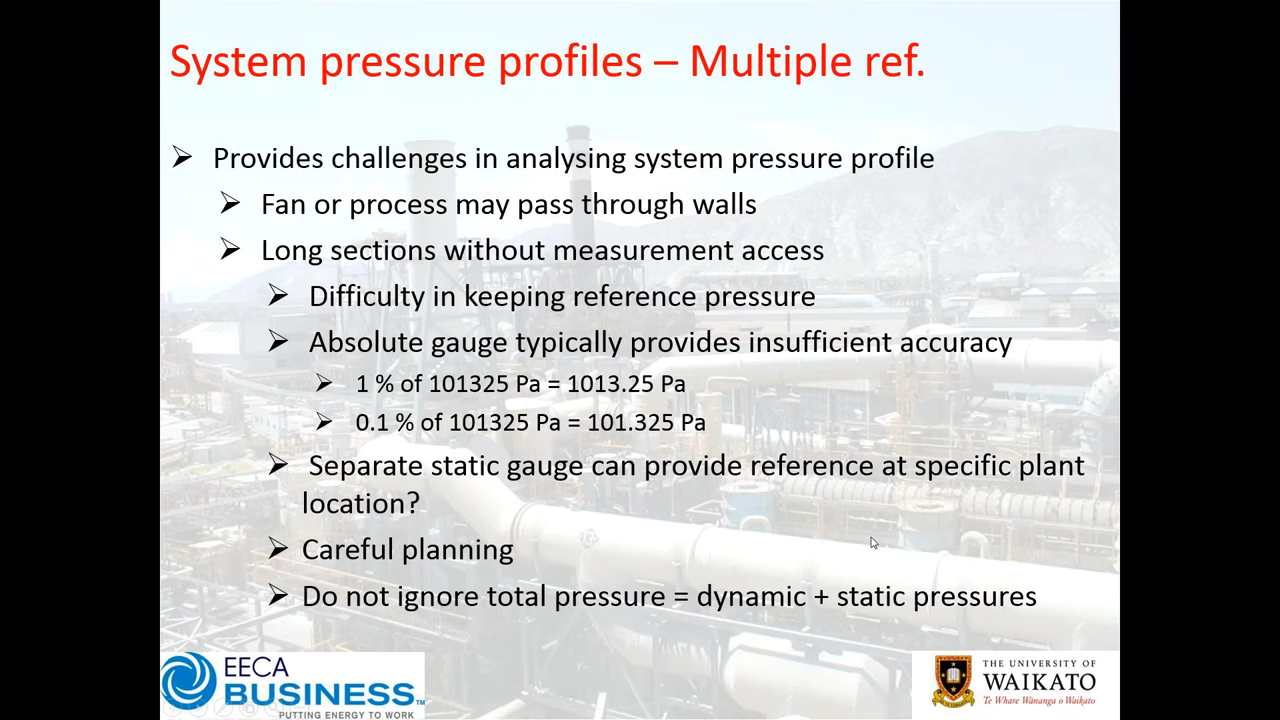 System pressure profiles – Multiple ref.
➢ Provides challenges in analysing system pressure profile
➢ Fan or process may pass through walls
➢ Long sections without measurement access
➢ Difficulty in keeping reference pressure
➢ Absolute gauge typically provides insufficient accuracy
➢ 1 % of 101325 Pa = 1013.25 Pa
➢ 0.1 % of 101325 Pa = 101.325 Pa
➢ Separate static gauge can provide reference at specific plant
location?
➢ Careful planning
➢ Do not ignore total pressure = dynamic + static pressures
EECA
BUSINESS™
PUTTING ENERGY TO WORK
THE UNIVERSITY OF
WAIKATO
Te Whare Wānanga o Waikato